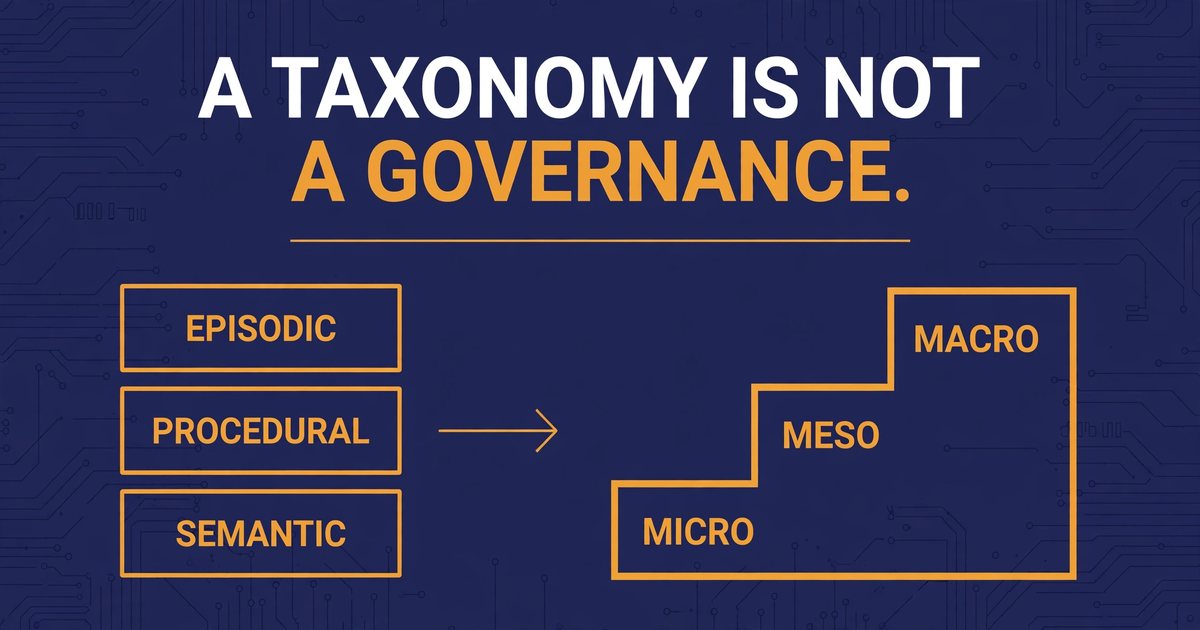 A TAXONOMY IS NOT
A GOVERNANCE.
EPISODIC
PROCEDURAL
SEMANTIC
MACRO
MESO
MICRO